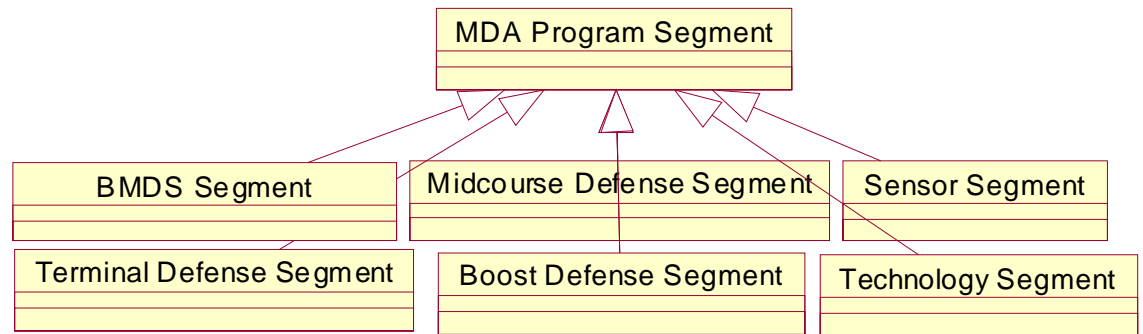 MDA Program Segment
BMDS Segment
Midcourse Defense Segment
Sensor Segment
Terminal Defense Segment
Boost Defense Segment
Technology Segment